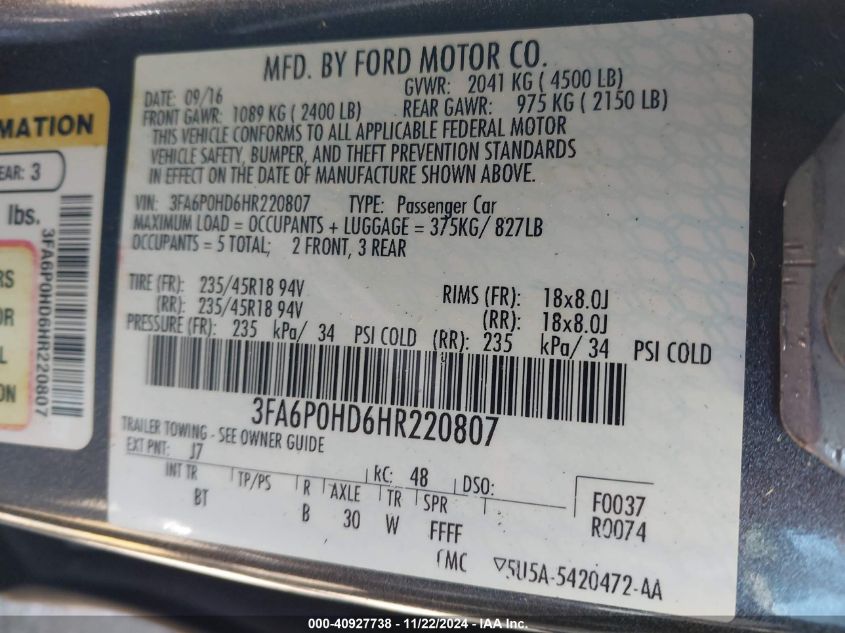 MFD. BY FORD MOTOR CO.
DATE: 09/16 GVWR: 2041 KG ( 4500 LB)
FRONT GAWR: 1089 KG ( 2400 LB) REAR GAWR: 975 KG ( 2150 LB)
THIS VEHICLE CONFORMS TO ALL APPLICABLE FEDERAL MOTOR
VEHICLE SAFETY, BUMPER, AND THEFT PREVENTION STANDARDS
IN EFFECT ON THE DATE OF MANUFACTURE SHOWN ABOVE.
VIN: 3FA6P0HD6HR220807 TYPE: Passenger Car
MAXIMUM LOAD = OCCUPANTS + LUGGAGE = 375KG/ 827LB
OCCUPANTS = 5 TOTAL; 2 FRONT, 3 REAR
TIRE (FR): 235/45R18 94V RIMS (FR): 18x8.0J
(RR): 235/45R18 94V (RR): 18x8.0J
PRESSURE (FR): 235 kPa/ 34 PSI COLD (RR): 235 kPa/ 34 PSI COLD
3FA6P0HD6HR220807
TRAILER TOWING - SEE OWNER GUIDE
EXT PNT: J7 RC: 48 DSO:
INT TR TP/PS R AXLE TR SPR
BT B 30 W FFFF
F0037
R0074
▽5U5A-5420472-AA
MATION
EAR: 3
lbs.
RS
OR
L
ON
3FA6P0HD6HR220807
000-40927738 - 11/22/2024 - IAA Inc.